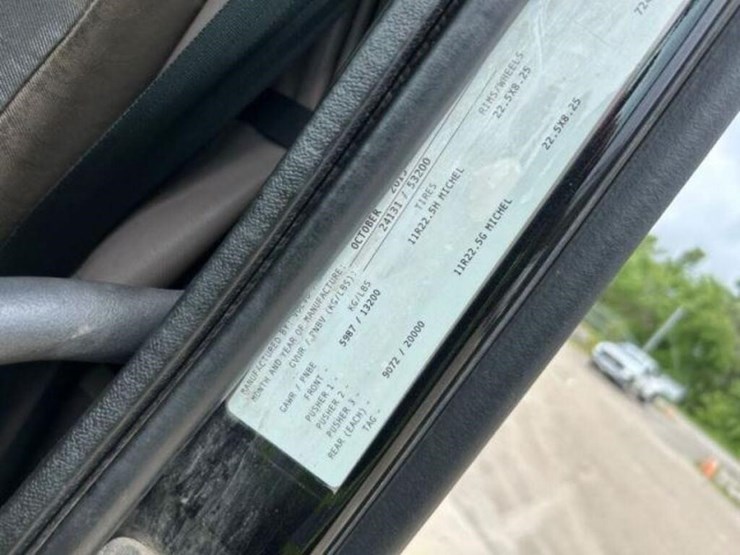 MANUFACTURED BY
MONTH AND YEAR OF MANUFACTURE: OCTOBER
GVWR / PNBV (KG/LBS): 24131 / 53200
GAWR / PNBE KG/LBS TIRES RIMS/WHEELS
FRONT - 5987 / 13200 11R22.5H MICHEL 22.5X8.25
PUSHER 1 -
PUSHER 2 -
PUSHER 3 -
REAR (EACH) - 9072 / 20000 11R22.5G MICHEL 22.5X8.25
TAG -